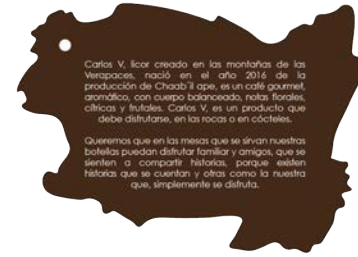 Carlos V, licor creado en las montañas de las
Verapaces, nació en el año 2016 de la
producción de Chaab´il ape, es un café gourmet,
aromático, con cuerpo balanceado, notas florales,
cítricas y frutales. Carlos V, es un producto que
debe disfrutarse, en las rocas o en cócteles.
Queremos que en las mesas que se sirvan nuestras
botellas puedan disfrutar familiar y amigos, que se
sienten a compartir historias, porque existen
historias que se cuentan y otras como la nuestra
que, simplemente se disfruta.